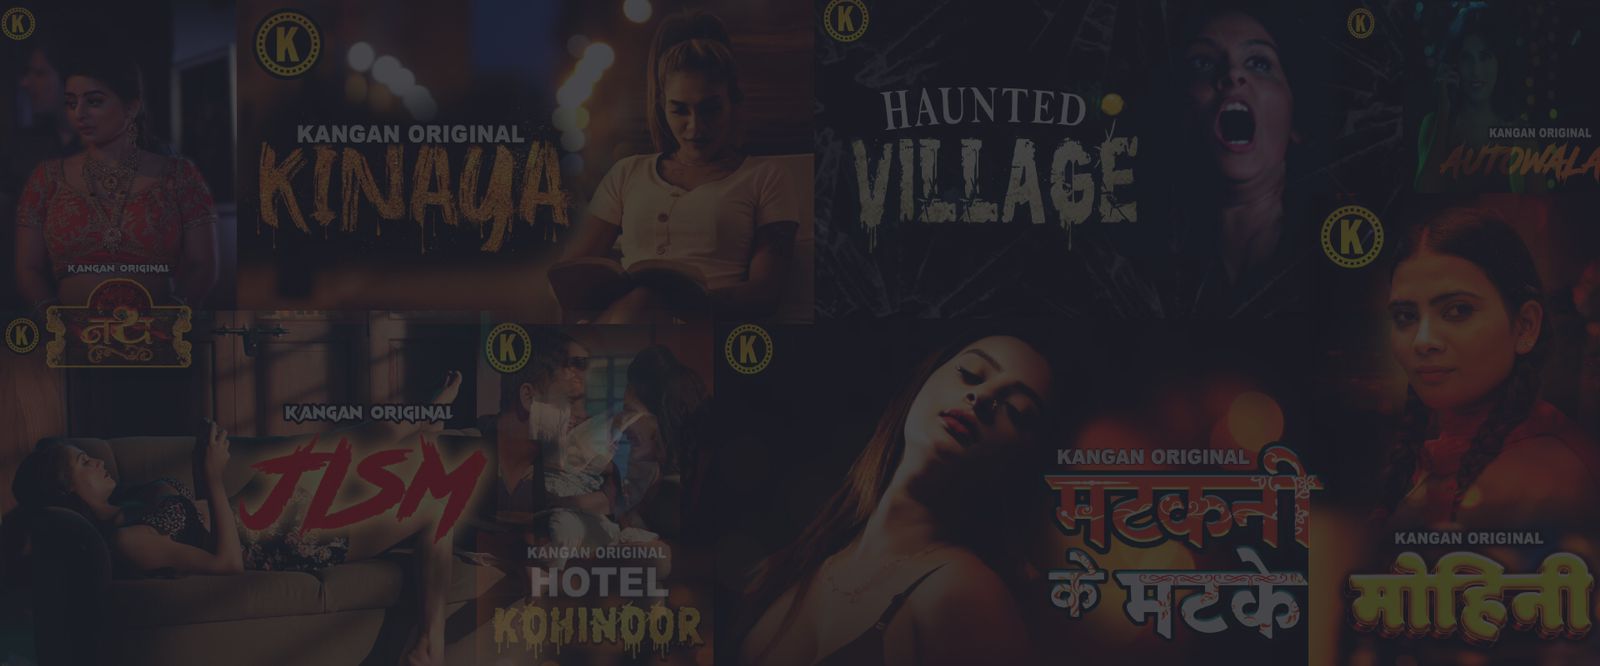 K
KANGAN ORIGINAL
नथ
K
KANGAN ORIGINAL
KINAYA
K
HAUNTED
VILLAGE
K
KANGAN ORIGINAL
AUTOWALA
K
KANGAN ORIGINAL
JISM
K
KANGAN ORIGINAL
HOTEL
KOHINOOR
K
KANGAN ORIGINAL
मटकनी
के मटके
K
KANGAN ORIGINAL
मोहिनी